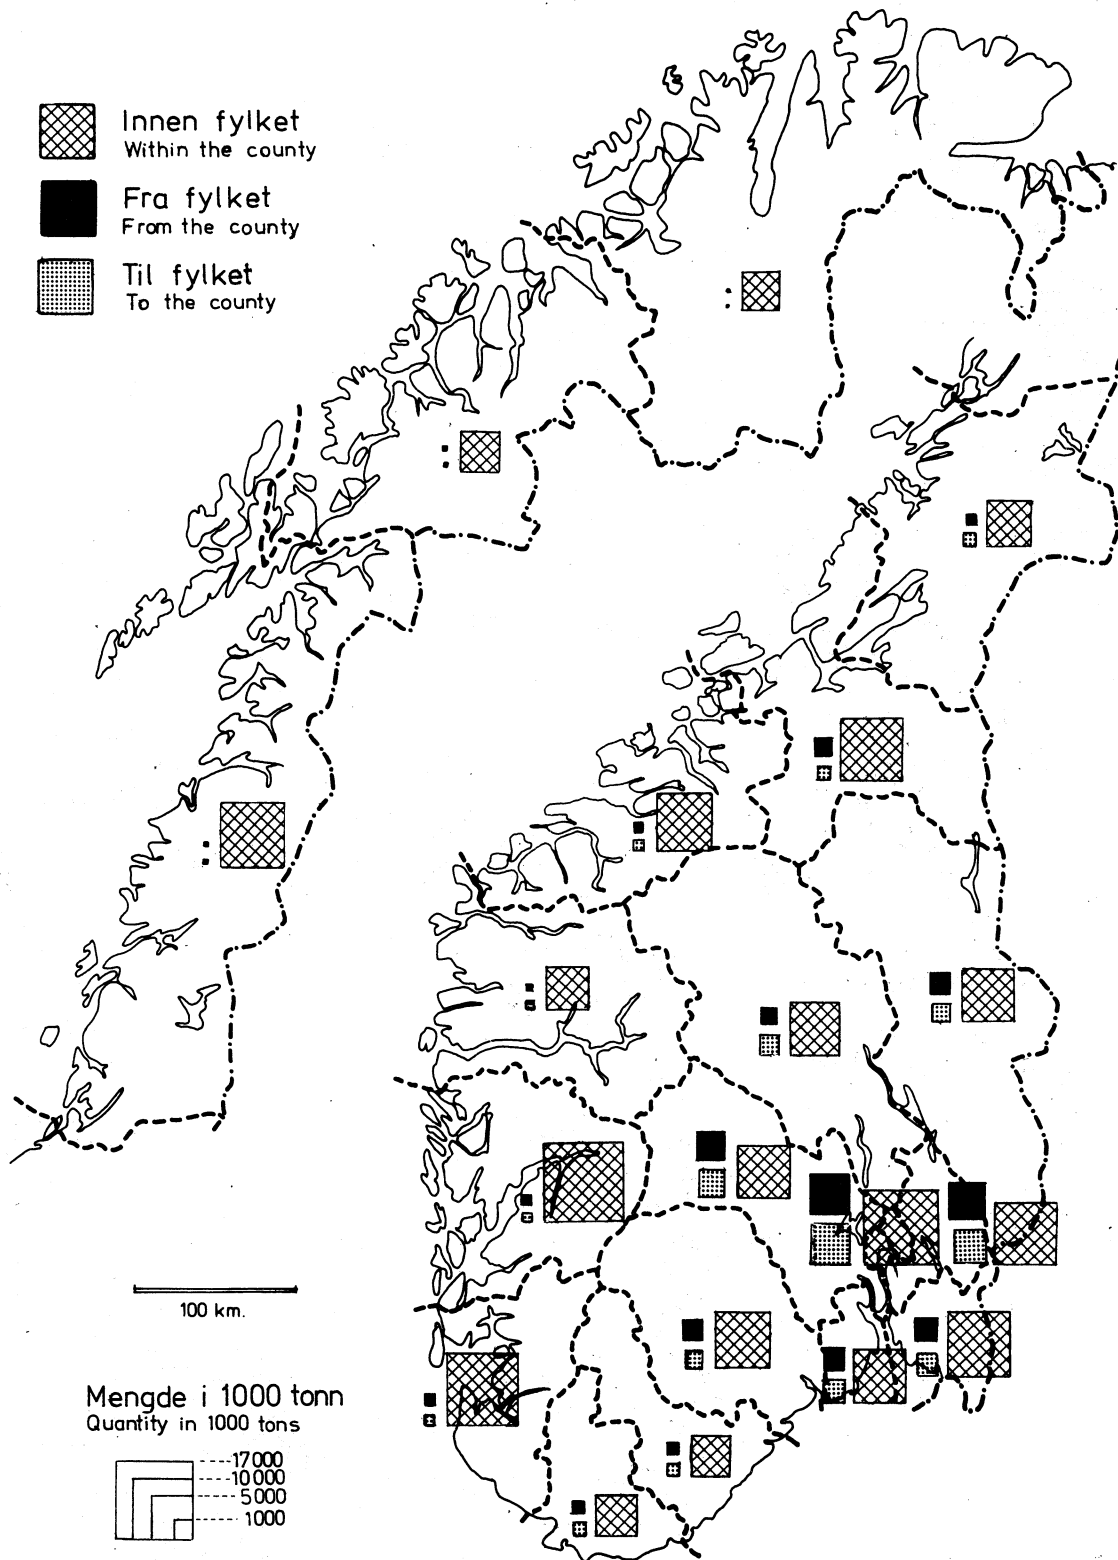 Innen fylket
Within the county
Fra fylket
From the county
Til fylket
To the county
100 km.
Mengde i 1000 tonn
Quantity in 1000 tons
17000
10000
5000
1000